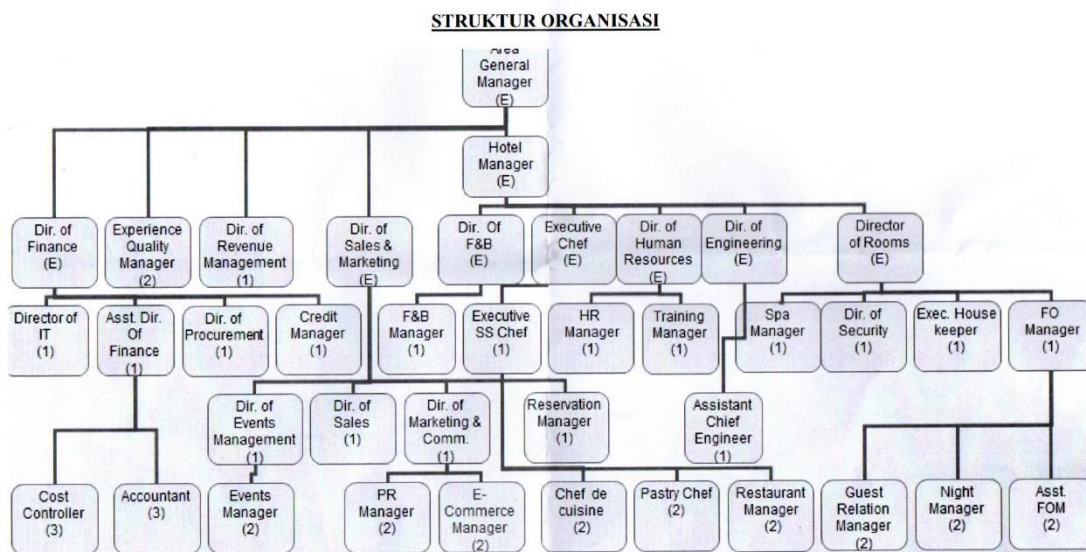 STRUKTUR ORGANISASI
Area
General
Manager
(E)
Hotel
Manager
(E)
Dir. of
Finance
(E)
Experience
Quality
Manager
(2)
Dir. of
Revenue
Management
(1)
Dir. of
Sales &
Marketing
(E)
Dir. Of
F&B
(E)
Executive
Chef
(E)
Dir. of
Human
Resources
(E)
Dir. of
Engineering
(E)
Director
of Rooms
(E)
Director of
IT
(1)
Asst. Dir.
Of
Finance
(1)
Dir. of
Procurement
(1)
Credit
Manager
(1)
F&B
Manager
(1)
Executive
SS Chef
(1)
HR
Manager
(1)
Training
Manager
(1)
Spa
Manager
(1)
Dir. of
Security
(1)
Exec. House
keeper
(1)
FO
Manager
(1)
Dir. of
Events
Management
(1)
Dir. of
Sales
(1)
Dir. of
Marketing &
Comm.
(1)
Reservation
Manager
(1)
Assistant
Chief
Engineer
(1)
Cost
Controller
(3)
Accountant
(3)
Events
Manager
(2)
PR
Manager
(2)
E-
Commerce
Manager
(2)
Chef de
cuisine
(2)
Pastry Chef
(2)
Restaurant
Manager
(2)
Guest
Relation
Manager
(2)
Night
Manager
(2)
Asst.
FOM
(2)